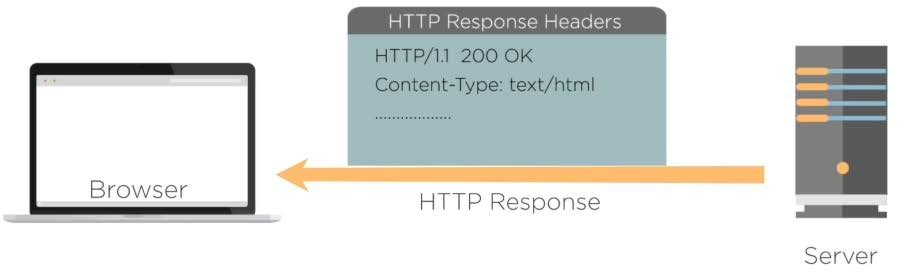 HTTP Response Headers
HTTP/1.1 200 OK
Content-Type: text/html
..................
Browser
HTTP Response
Server